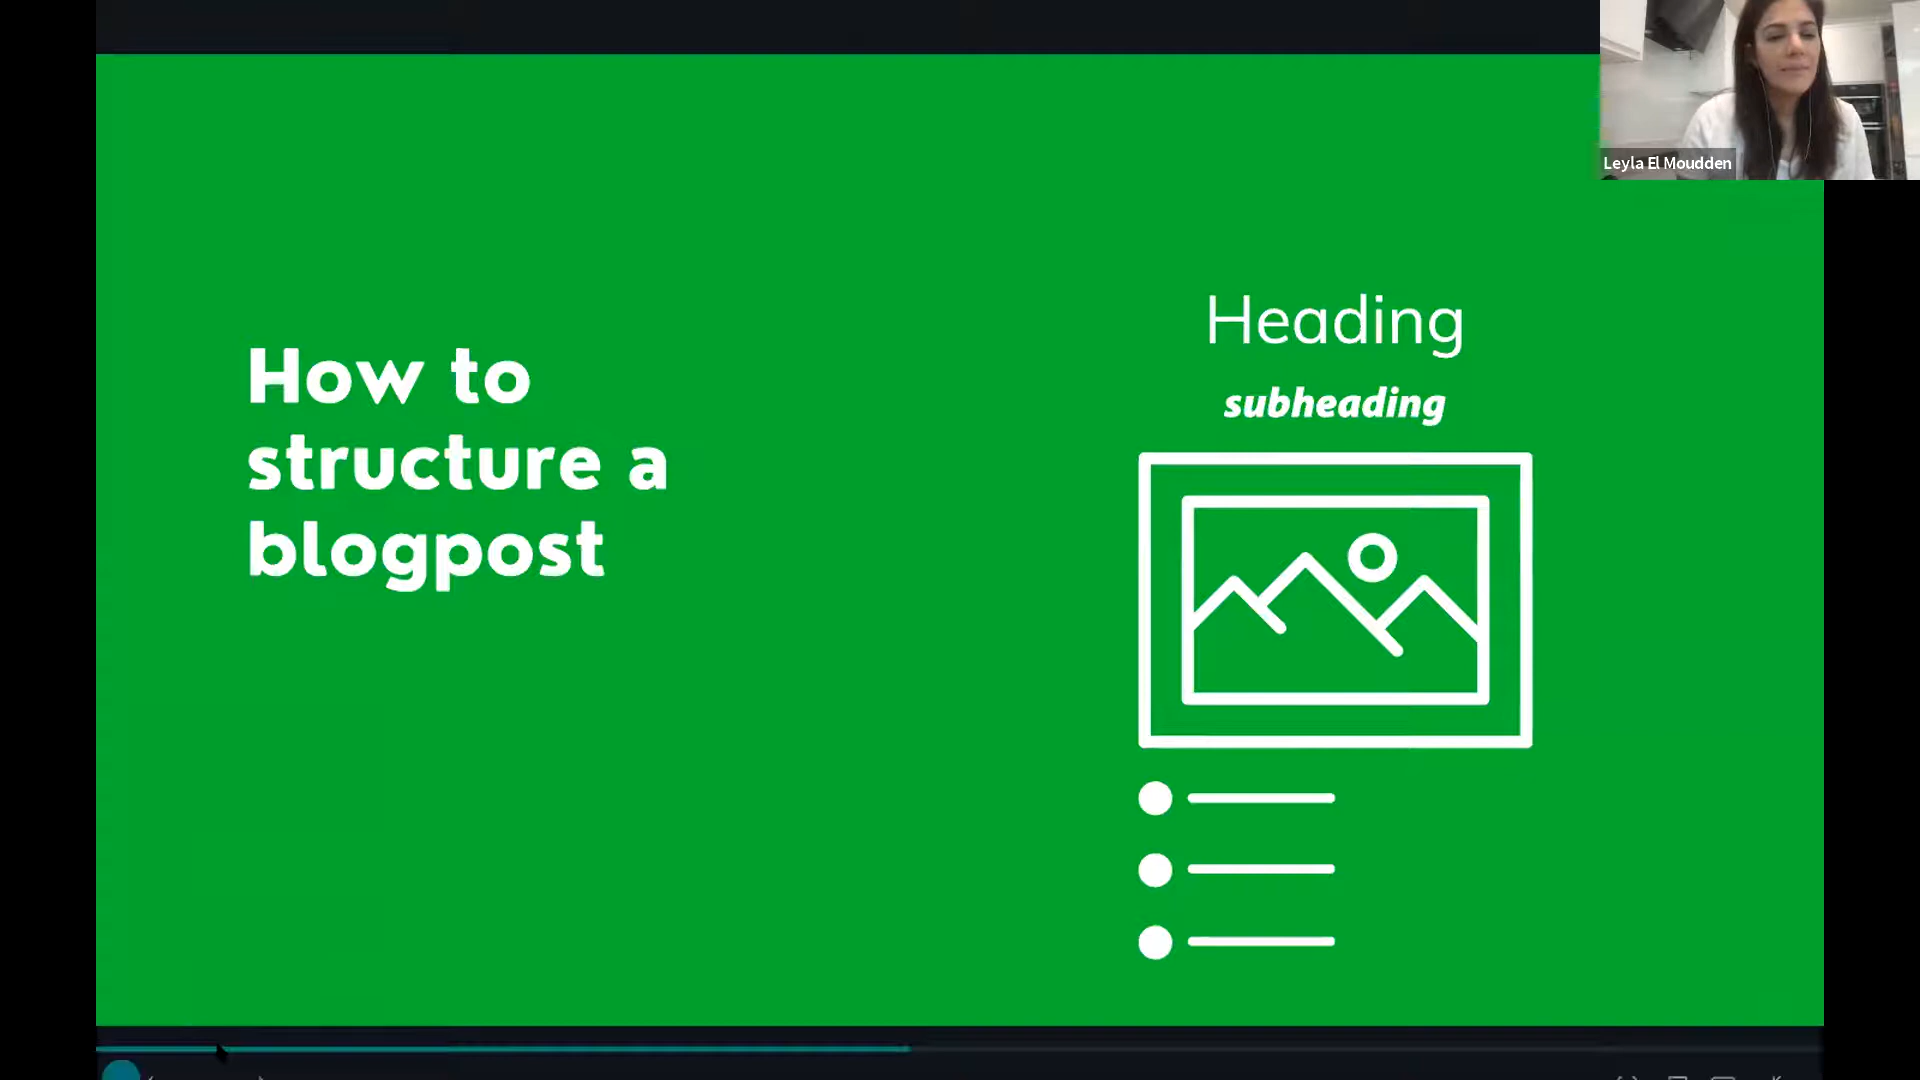 Leyla El Moudden
How to
structure a
blogpost
Heading
subheading